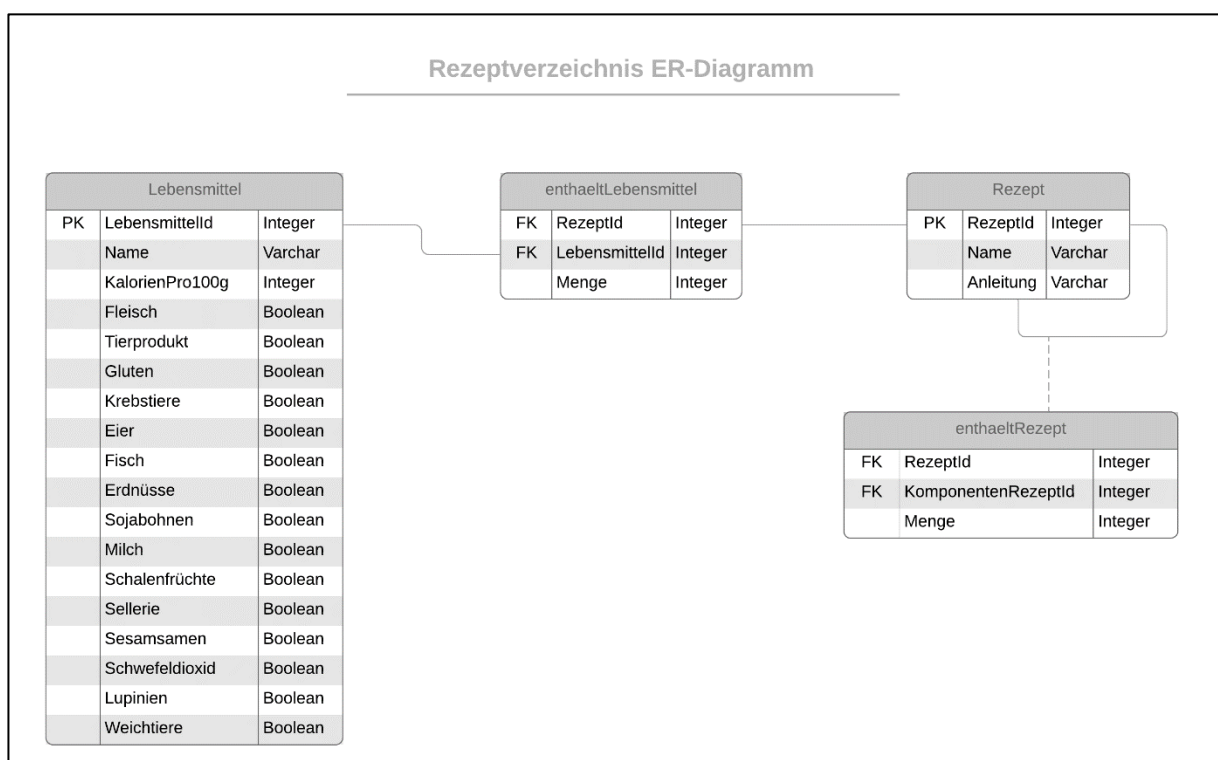 Rezeptverzeichnis ER-Diagramm
Lebensmittel
PK LebensmittelId Integer
Name Varchar
KalorienPro100g Integer
Fleisch Boolean
Tierprodukt Boolean
Gluten Boolean
Krebstiere Boolean
Eier Boolean
Fisch Boolean
Erdnüsse Boolean
Sojabohnen Boolean
Milch Boolean
Schalenfrüchte Boolean
Sellerie Boolean
Sesamsamen Boolean
Schwefeldioxid Boolean
Lupinien Boolean
Weichtiere Boolean
enthaeltLebensmittel
FK RezeptId Integer
FK LebensmittelId Integer
Menge Integer
Rezept
PK RezeptId Integer
Name Varchar
Anleitung Varchar
enthaeltRezept
FK RezeptId Integer
FK KomponentenRezeptId Integer
Menge Integer